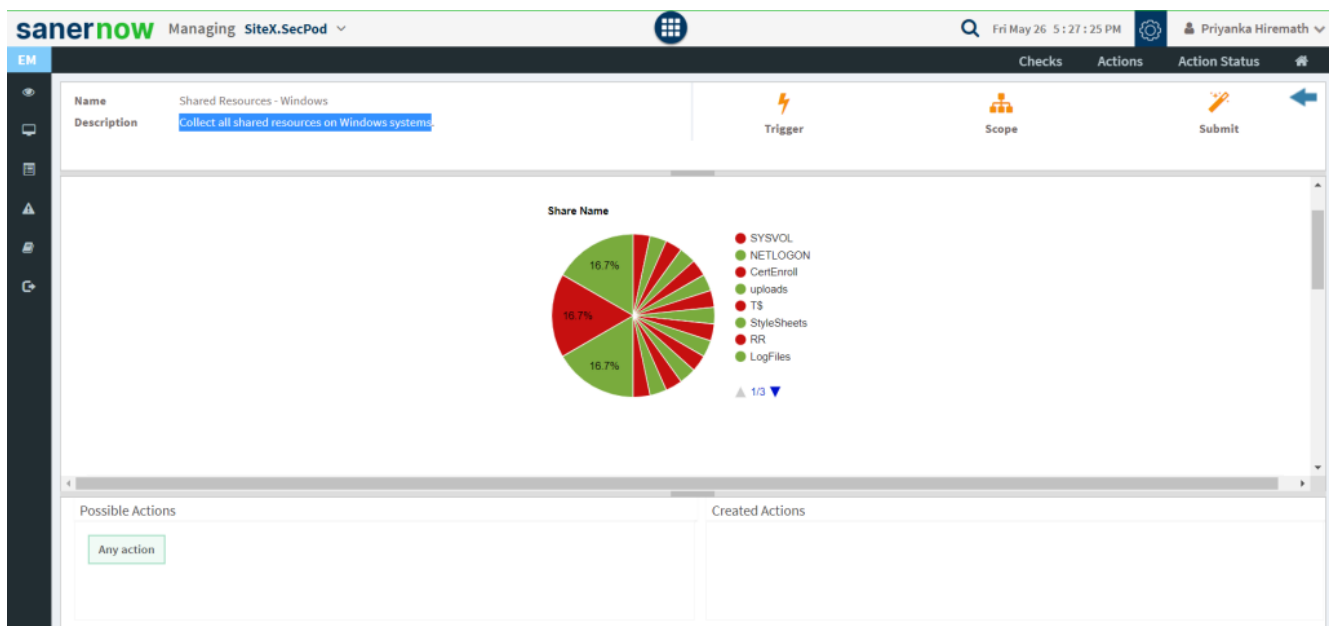 sanernow Managing SiteX.SecPod Fri May 26 5:27:25 PM Priyanka Hiremath
EM Checks Actions Action Status
Name Shared Resources - Windows
Description Collect all shared resources on Windows systems.
Trigger Scope Submit
Share Name
SYSVOL
NETLOGON
CertEnroll
uploads
T$
StyleSheets
RR
LogFiles
1/3
16.7%
16.7%
16.7%
Possible Actions Created Actions
Any action